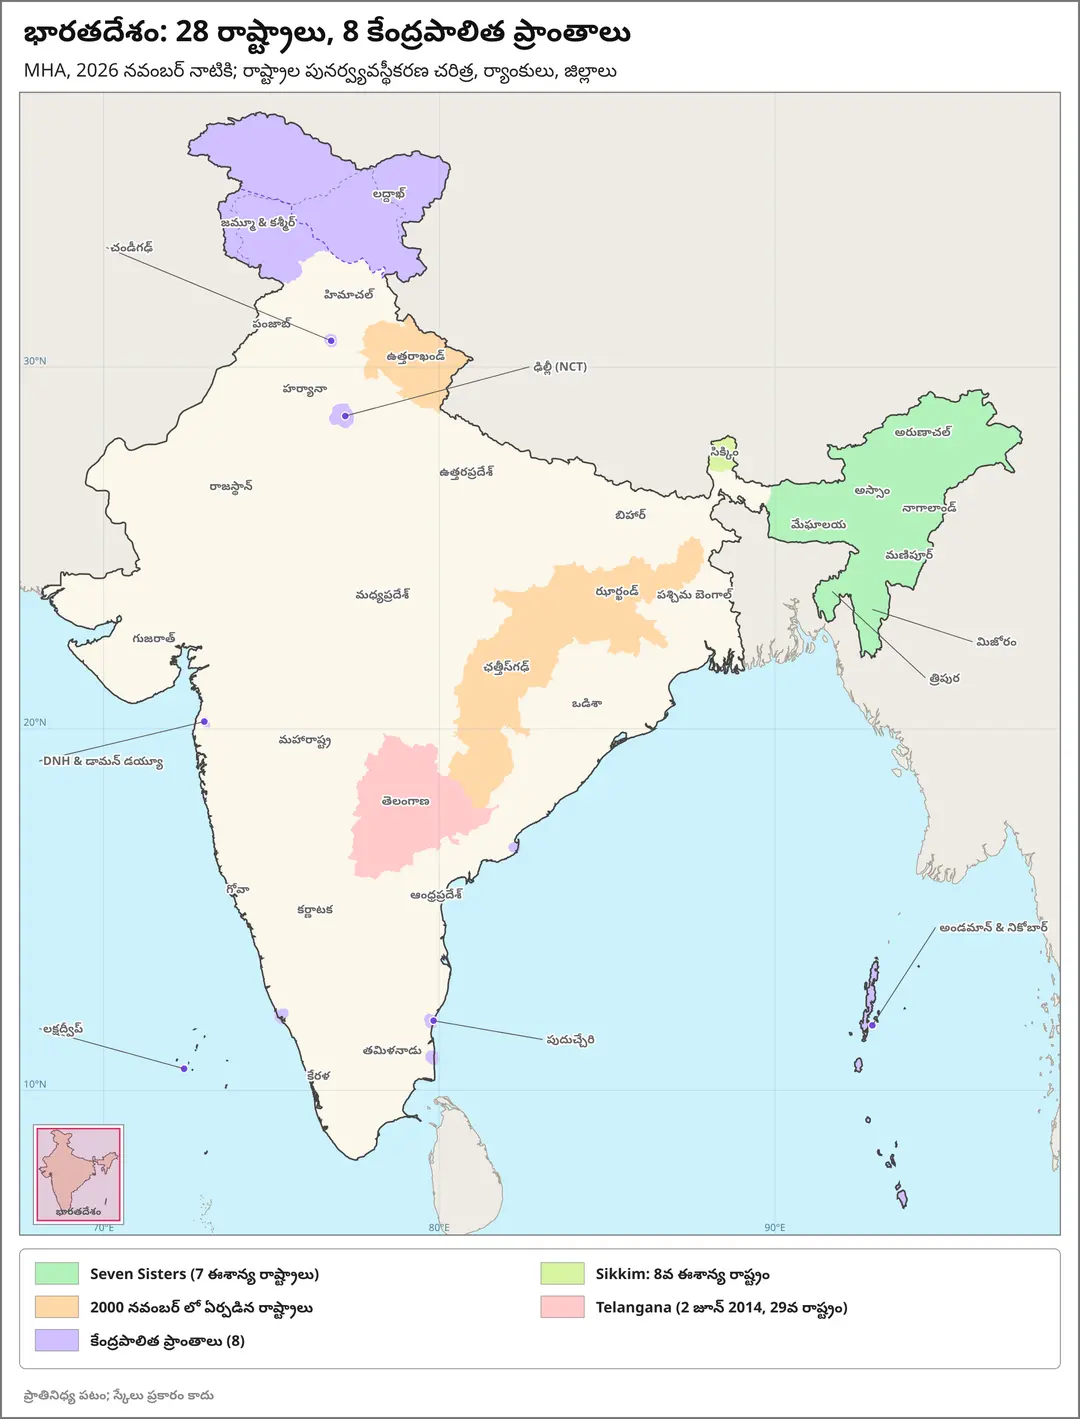 భారతదేశం: 28 రాష్ట్రాలు, 8 కేంద్రపాలిత ప్రాంతాలు
MHA, 2026 నవంబర్ నాటికి; రాష్ట్రాల పునర్వ్యవస్థీకరణ చరిత్ర, ర్యాంకులు, జిల్లాలు
లద్దాఖ్
జమ్మూ & కశ్మీర్
చండీగఢ్
హిమాచల్
పంజాబ్
ఉత్తరాఖండ్
30°N
ఢిల్లీ (NCT)
హర్యానా
అరుణాచల్
సిక్కిం
ఉత్తరప్రదేశ్
రాజస్థాన్
అస్సాం
నాగాలాండ్
బిహార్
మేఘాలయ
మణిపూర్
మధ్యప్రదేశ్
ఝార్ఖండ్
పశ్చిమ బెంగాల్
గుజరాత్
మిజోరం
ఛత్తీస్‌గఢ్
త్రిపుర
ఒడిశా
20°N
మహారాష్ట్ర
DNH & డామన్ డయ్యూ
తెలంగాణ
గోవా
ఆంధ్రప్రదేశ్
కర్ణాటక
అండమాన్ & నికోబార్
లక్షద్వీప్
పుదుచ్చేరి
తమిళనాడు
కేరళ
10°N
భారతదేశం
70°E
80°E
90°E
Seven Sisters (7 ఈశాన్య రాష్ట్రాలు)
Sikkim: 8వ ఈశాన్య రాష్ట్రం
2000 నవంబర్ లో ఏర్పడిన రాష్ట్రాలు
Telangana (2 జూన్ 2014, 29వ రాష్ట్రం)
కేంద్రపాలిత ప్రాంతాలు (8)
ప్రాతినిధ్య పటం; స్కేలు ప్రకారం కాదు